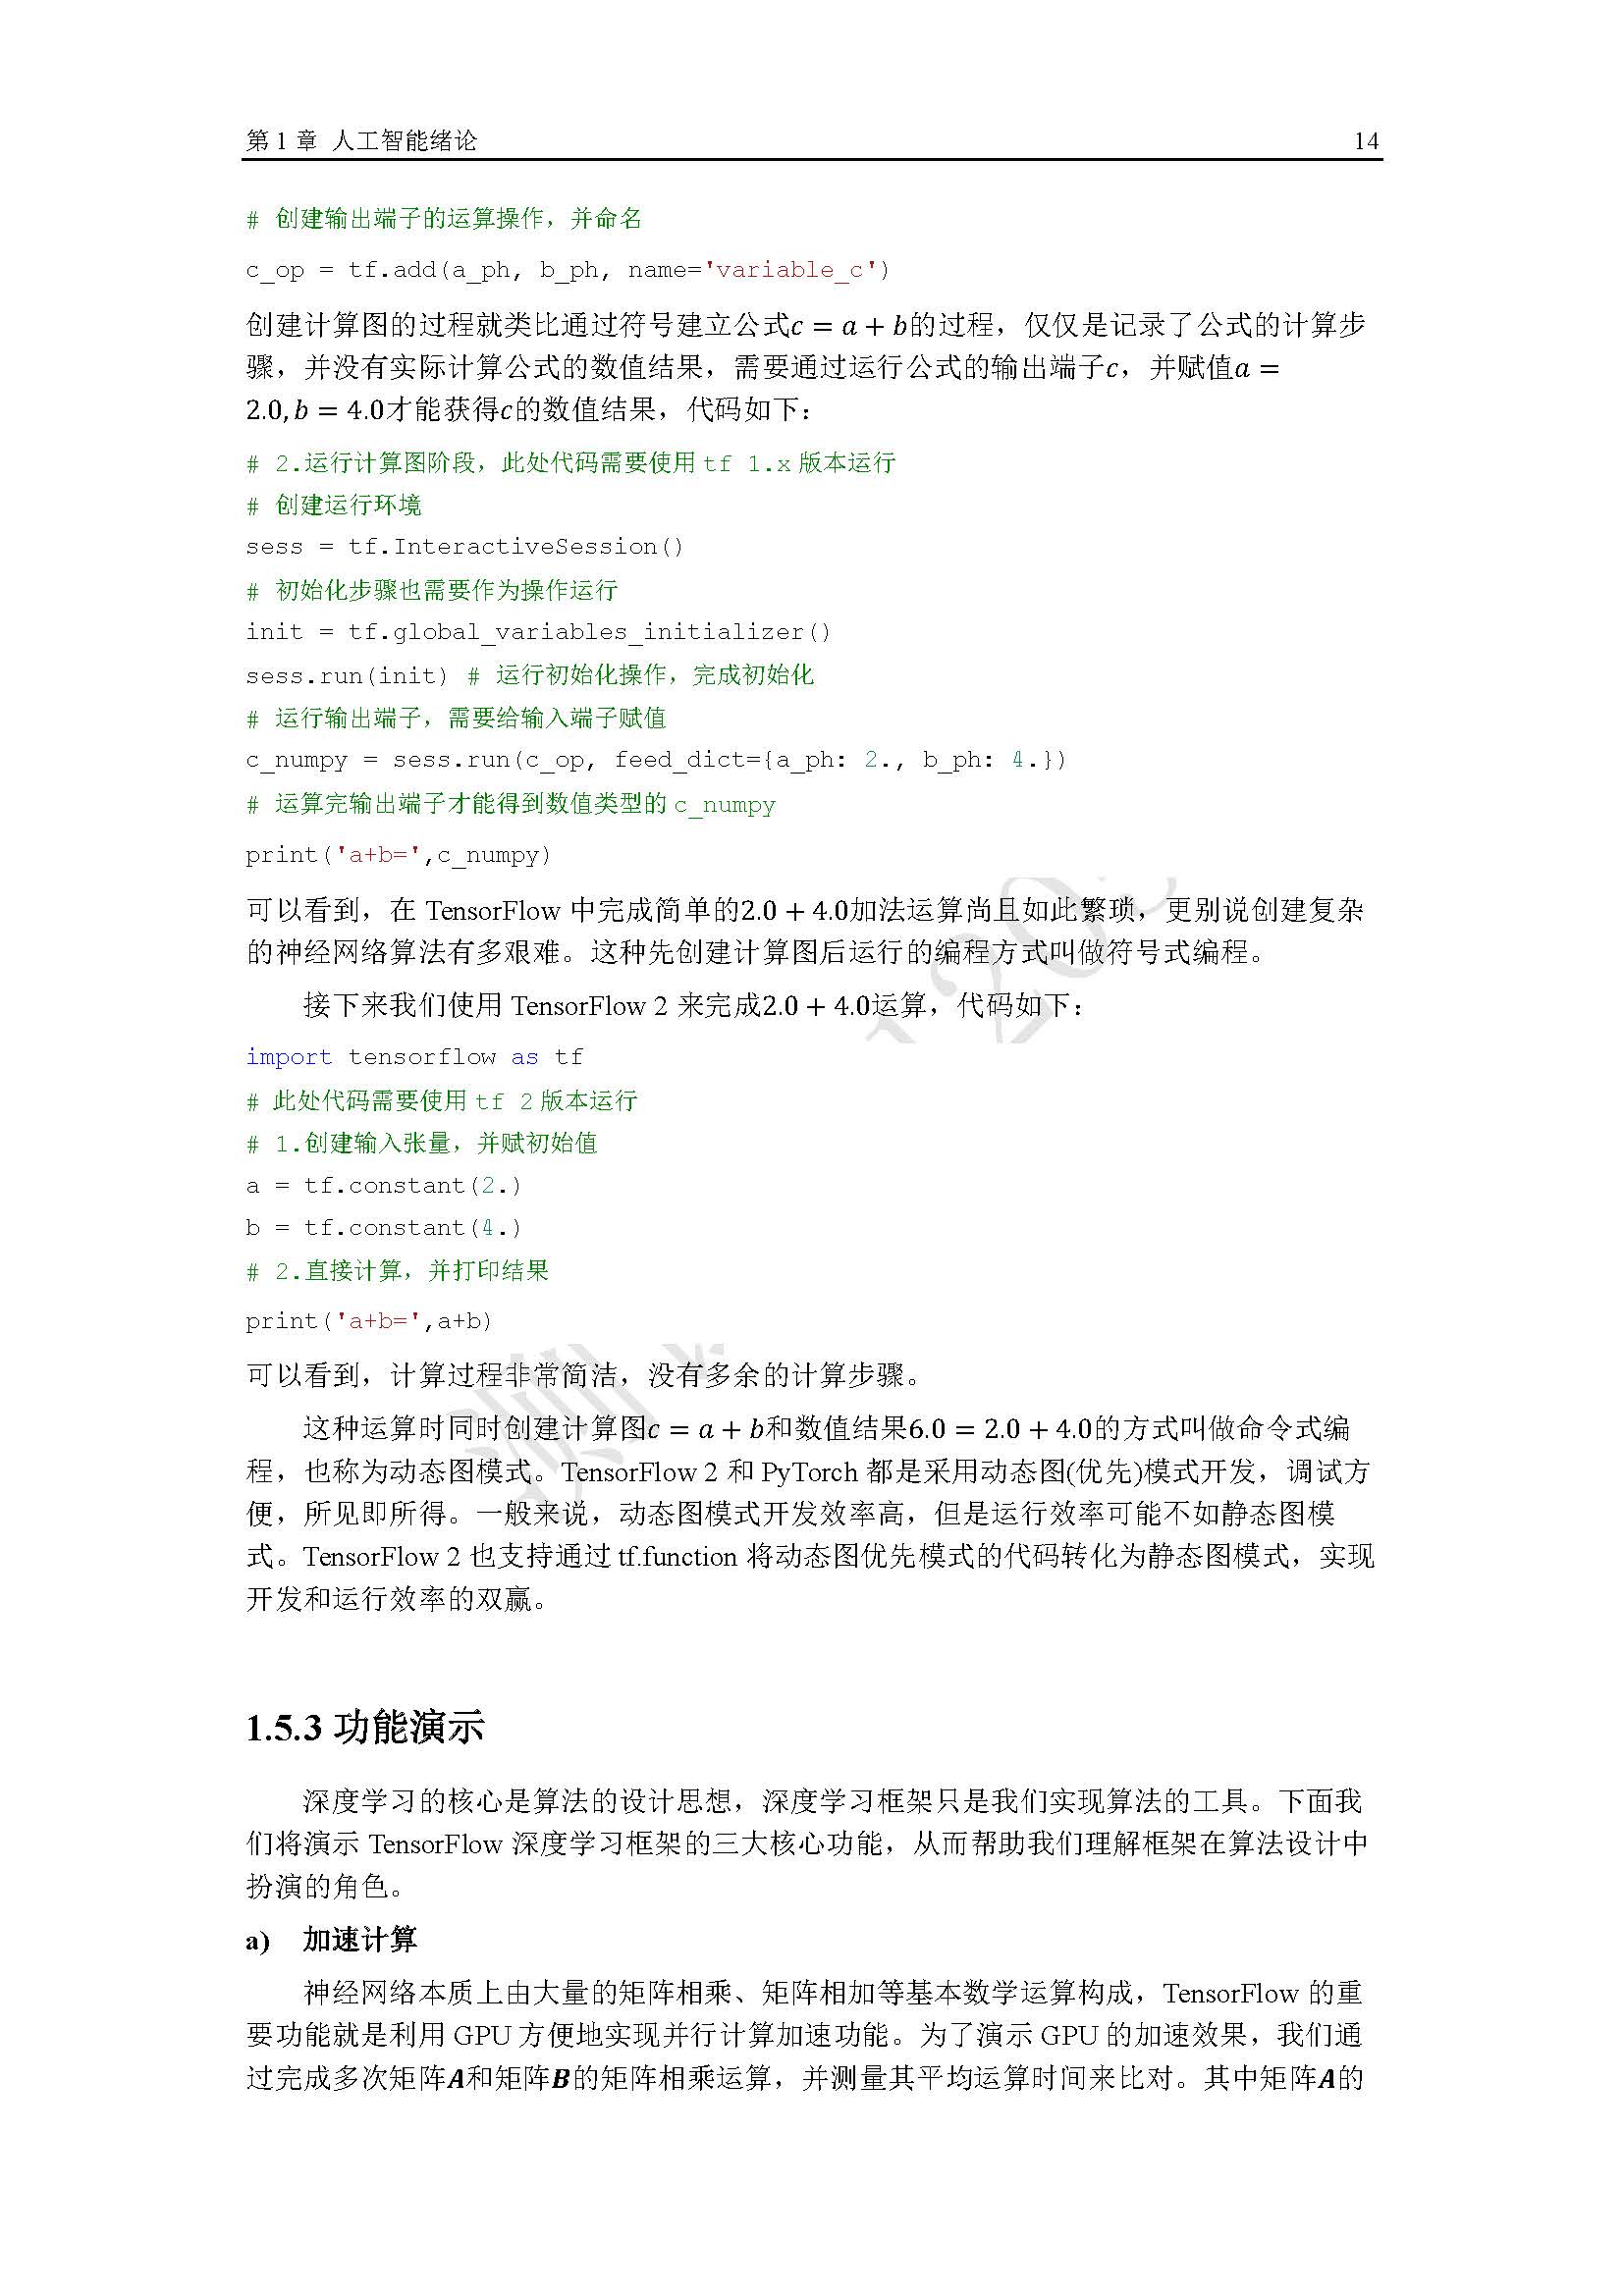 第 1 章 人工智能绪论 14
# 创建输出端子的运算操作，并命名
c_op = tf.add(a_ph, b_ph, name='variable_c')
创建计算图的过程就类比通过符号建立公式c = a + b的过程，仅仅是记录了公式的计算步
骤，并没有实际计算公式的数值结果，需要通过运行公式的输出端子c，并赋值a =
2.0, b = 4.0才能获得c的数值结果，代码如下：
# 2.运行计算图阶段，此处代码需要使用 tf 1.x 版本运行
# 创建运行环境
sess = tf.InteractiveSession()
# 初始化步骤也需要作为操作运行
init = tf.global_variables_initializer()
sess.run(init) # 运行初始化操作，完成初始化
# 运行输出端子，需要给输入端子赋值
c_numpy = sess.run(c_op, feed_dict={a_ph: 2., b_ph: 4.})
# 运算完输出端子才能得到数值类型的 c_numpy
print('a+b=',c_numpy)
可以看到，在 TensorFlow 中完成简单的2.0 + 4.0加法运算尚且如此繁琐，更别说创建复杂
的神经网络算法有多艰难。这种先创建计算图后运行的编程方式叫做符号式编程。
接下来我们使用 TensorFlow 2 来完成2.0 + 4.0运算，代码如下：
import tensorflow as tf
# 此处代码需要使用 tf 2 版本运行
# 1.创建输入张量，并赋初始值
a = tf.constant(2.)
b = tf.constant(4.)
# 2.直接计算，并打印结果
print('a+b=',a+b)
可以看到，计算过程非常简洁，没有多余的计算步骤。
这种运算时同时创建计算图c = a + b和数值结果6.0 = 2.0 + 4.0的方式叫做命令式编
程，也称为动态图模式。TensorFlow 2 和 PyTorch 都是采用动态图(优先)模式开发，调试方
便，所见即所得。一般来说，动态图模式开发效率高，但是运行效率可能不如静态图模
式。TensorFlow 2 也支持通过 tf.function 将动态图优先模式的代码转化为静态图模式，实现
开发和运行效率的双赢。
1.5.3 功能演示
深度学习的核心是算法的设计思想，深度学习框架只是我们实现算法的工具。下面我
们将演示 TensorFlow 深度学习框架的三大核心功能，从而帮助我们理解框架在算法设计中
扮演的角色。
a) 加速计算
神经网络本质上由大量的矩阵相乘、矩阵相加等基本数学运算构成，TensorFlow 的重
要功能就是利用 GPU 方便地实现并行计算加速功能。为了演示 GPU 的加速效果，我们通
过完成多次矩阵A和矩阵B的矩阵相乘运算，并测量其平均运算时间来比对。其中矩阵A的